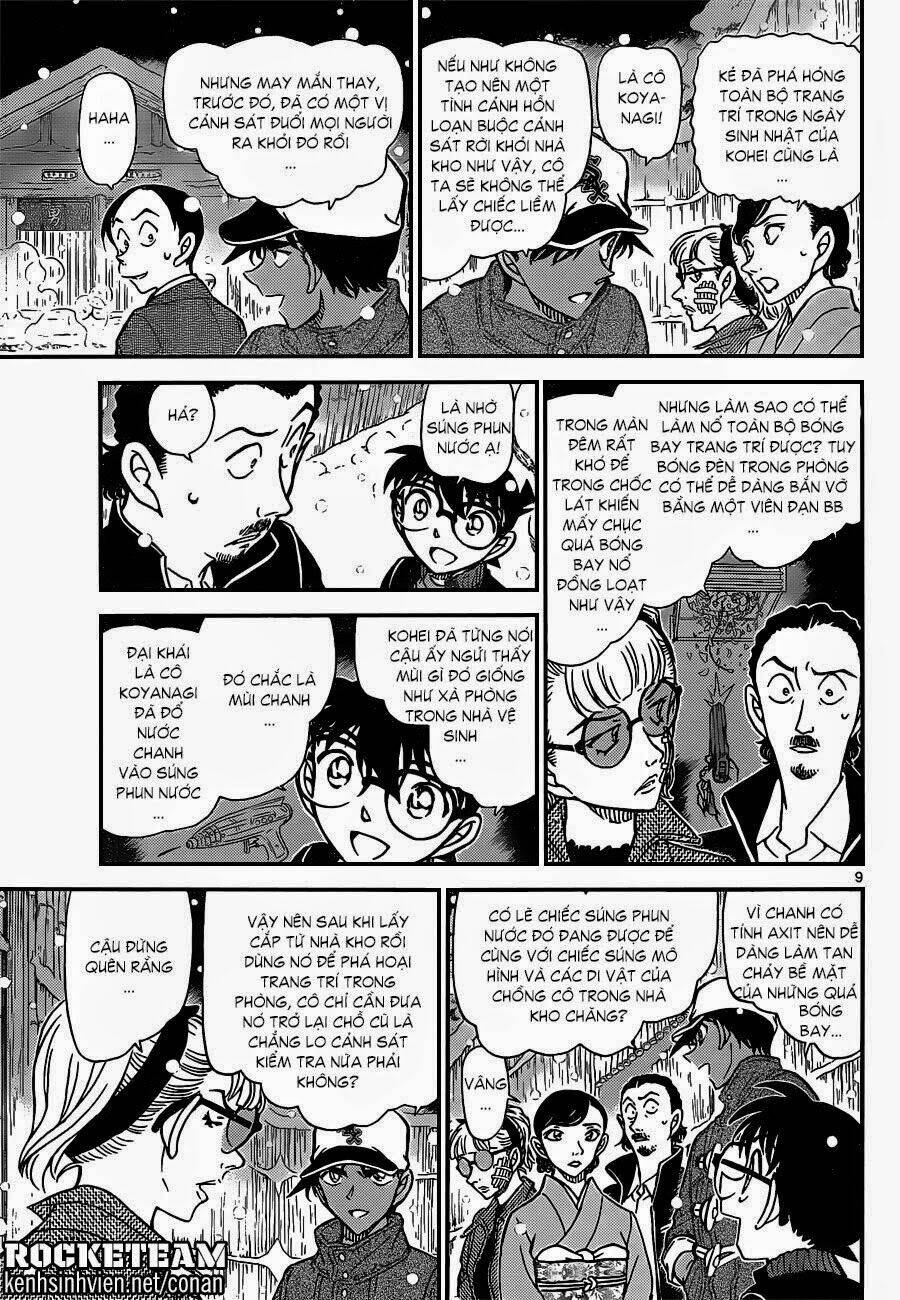 KẺ ĐÃ PHÁ HỎNG
TOÀN BỘ TRANG
TRÍ TRONG NGÀY
SINH NHẬT CỦA
KOHEI CŨNG LÀ
...
LÀ CÔ
KOYA-
NAGI!
NẾU NHƯ KHÔNG
TẠO NÊN MỘT
TÌNH CẢNH HỖN
LOẠN BUỘC CẢNH
SÁT RỜI KHỎI NHÀ
KHO NHƯ VẬY, CÔ
TA SẼ KHÔNG THỂ
LẤY CHIẾC LIỀM
ĐƯỢC...
NHƯNG MAY MẮN THAY,
TRƯỚC ĐÓ, ĐÃ CÓ MỘT VỊ
CẢNH SÁT ĐUỔI MỌI NGƯỜI
RA KHỎI ĐÓ RỒI
...
HAHA
...
男
NHƯNG LÀM SAO CÓ THỂ
LÀM NỔ TOÀN BỘ BÓNG
BAY TRANG TRÍ ĐƯỢC? TUY
BÓNG ĐÈN TRONG PHÒNG
CÓ THỂ DỄ DÀNG BẮN VỠ
BẰNG MỘT VIÊN ĐẠN BB
...
TRONG MÀN
ĐÊM RẤT
KHÓ ĐỂ
TRONG CHỐC
LÁT KHIẾN
MẤY CHỤC
QUẢ BÓNG
BAY NỔ
ĐỒNG LOẠT
NHƯ VẬY
...
LÀ NHỜ
SÚNG PHUN
NƯỚC Ạ!
HẢ?
KOHEI ĐÃ TỪNG NÓI
CẬU ẤY NGỬI THẤY
MÙI GÌ ĐÓ GIỐNG
NHƯ XÀ PHÒNG
TRONG NHÀ VỆ
SINH
ĐÓ CHẮC LÀ
MÙI CHANH
...
ĐẠI KHÁI
LÀ CÔ
KOYANAGI
ĐÃ ĐỔ
NƯỚC
CHANH
VÀO SÚNG
PHUN NƯỚC
...
9
VÌ CHANH CÓ
TÍNH AXIT NÊN DỄ
DÀNG LÀM TAN
CHẢY BỀ MẶT
CỦA NHỮNG QUẢ
BÓNG
BAY...
CÓ LẼ CHIẾC SÚNG PHUN
NƯỚC ĐÓ ĐANG ĐƯỢC ĐỂ
CÙNG VỚI CHIẾC SÚNG MÔ
HÌNH VÀ CÁC DI VẬT CỦA
CHỒNG CÔ TRONG NHÀ
KHO CHĂNG?
VÂNG
...
VẬY NÊN SAU KHI LẤY
CẮP TỪ NHÀ KHO RỒI
DÙNG NÓ ĐỂ PHÁ HOẠI
TRANG TRÍ TRONG
PHÒNG, CÔ CHỈ CẦN ĐƯA
NÓ TRỞ LẠI CHỖ CŨ LÀ
CHẲNG LO CẢNH SÁT
KIỂM TRA NỮA PHẢI
KHÔNG?
CẬU ĐỪNG
QUÊN RẰNG
...
ROCKETEAM
kenhsinhvien.net/conan